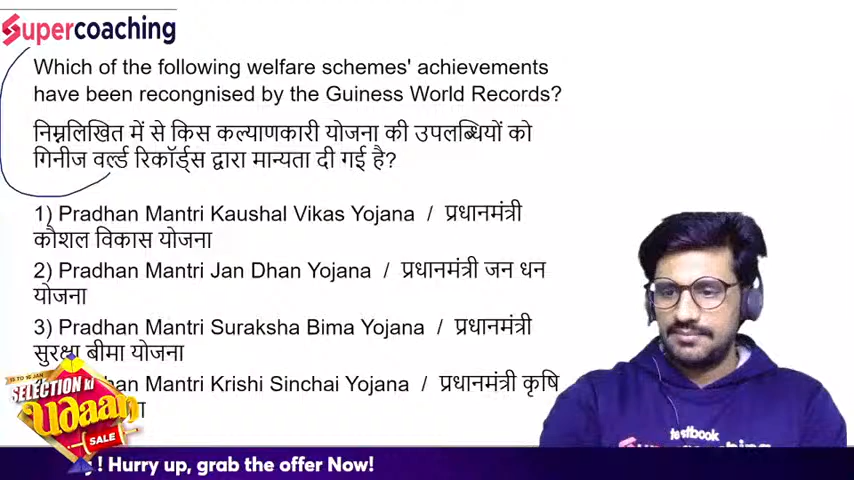 Supercoaching
Which of the following welfare schemes' achievements
have been recongnised by the Guiness World Records?
निम्नलिखित में से किस कल्याणकारी योजना की उपलब्धियों को
गिनीज वर्ल्ड रिकॉर्ड्स द्वारा मान्यता दी गई है?
1) Pradhan Mantri Kaushal Vikas Yojana / प्रधानमंत्री
कौशल विकास योजना
2) Pradhan Mantri Jan Dhan Yojana / प्रधानमंत्री जन धन
योजना
3) Pradhan Mantri Suraksha Bima Yojana / प्रधानमंत्री
सुरक्षा बीमा योजना
Mantri Krishi Sinchai Yojana / प्रधानमंत्री कृषि
SELECTION ki
udaan
SALE
testbook
! Hurry up, grab the offer Now!